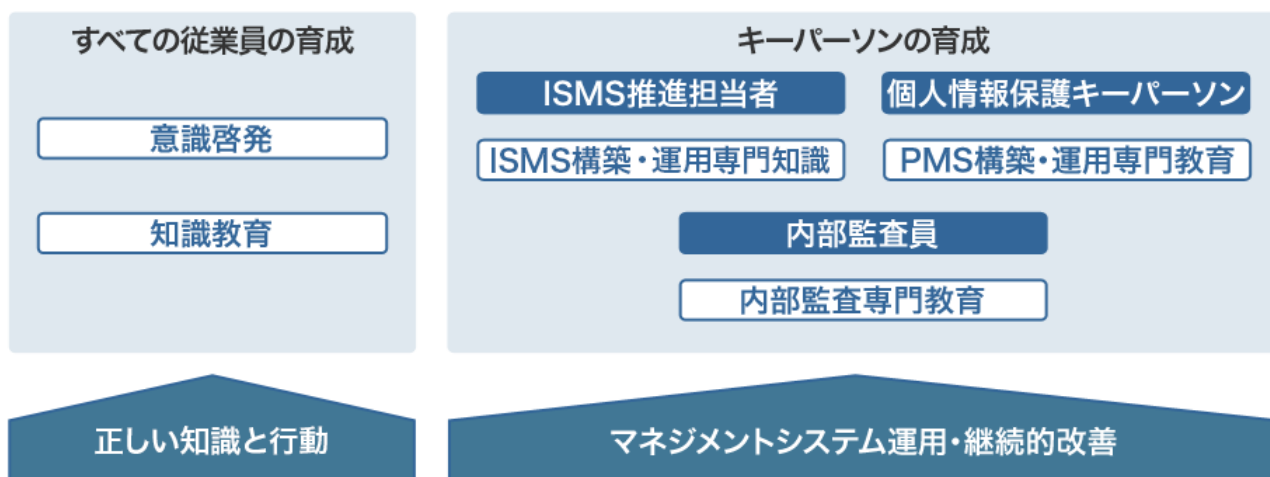 すべての従業員の育成
意識啓発
知識教育
正しい知識と行動
キーパーソンの育成
ISMS推進担当者
個人情報保護キーパーソン
ISMS構築・運用専門知識
PMS構築・運用専門教育
内部監査員
内部監査専門教育
マネジメントシステム運用・継続的改善